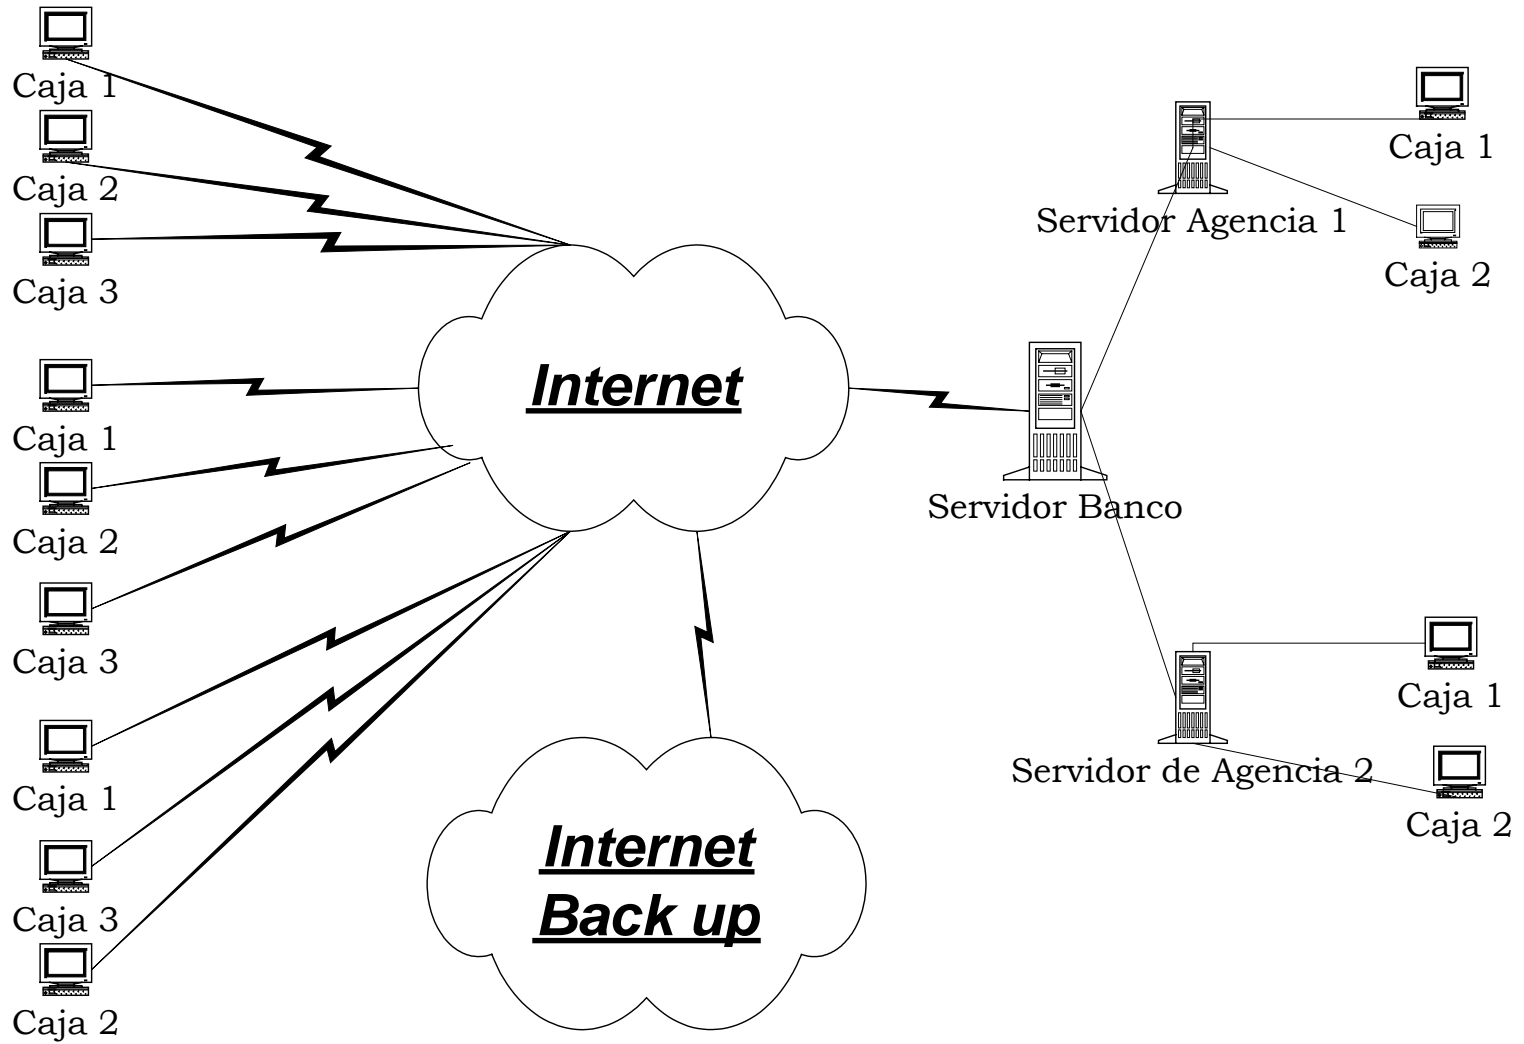 Caja 1
Caja 2
Caja 3
Caja 1
Caja 2
Caja 3
Caja 1
Caja 3
Caja 2
Internet
Internet
Back up
Servidor Banco
Servidor Agencia 1
Caja 1
Caja 2
Servidor de Agencia 2
Caja 1
Caja 2